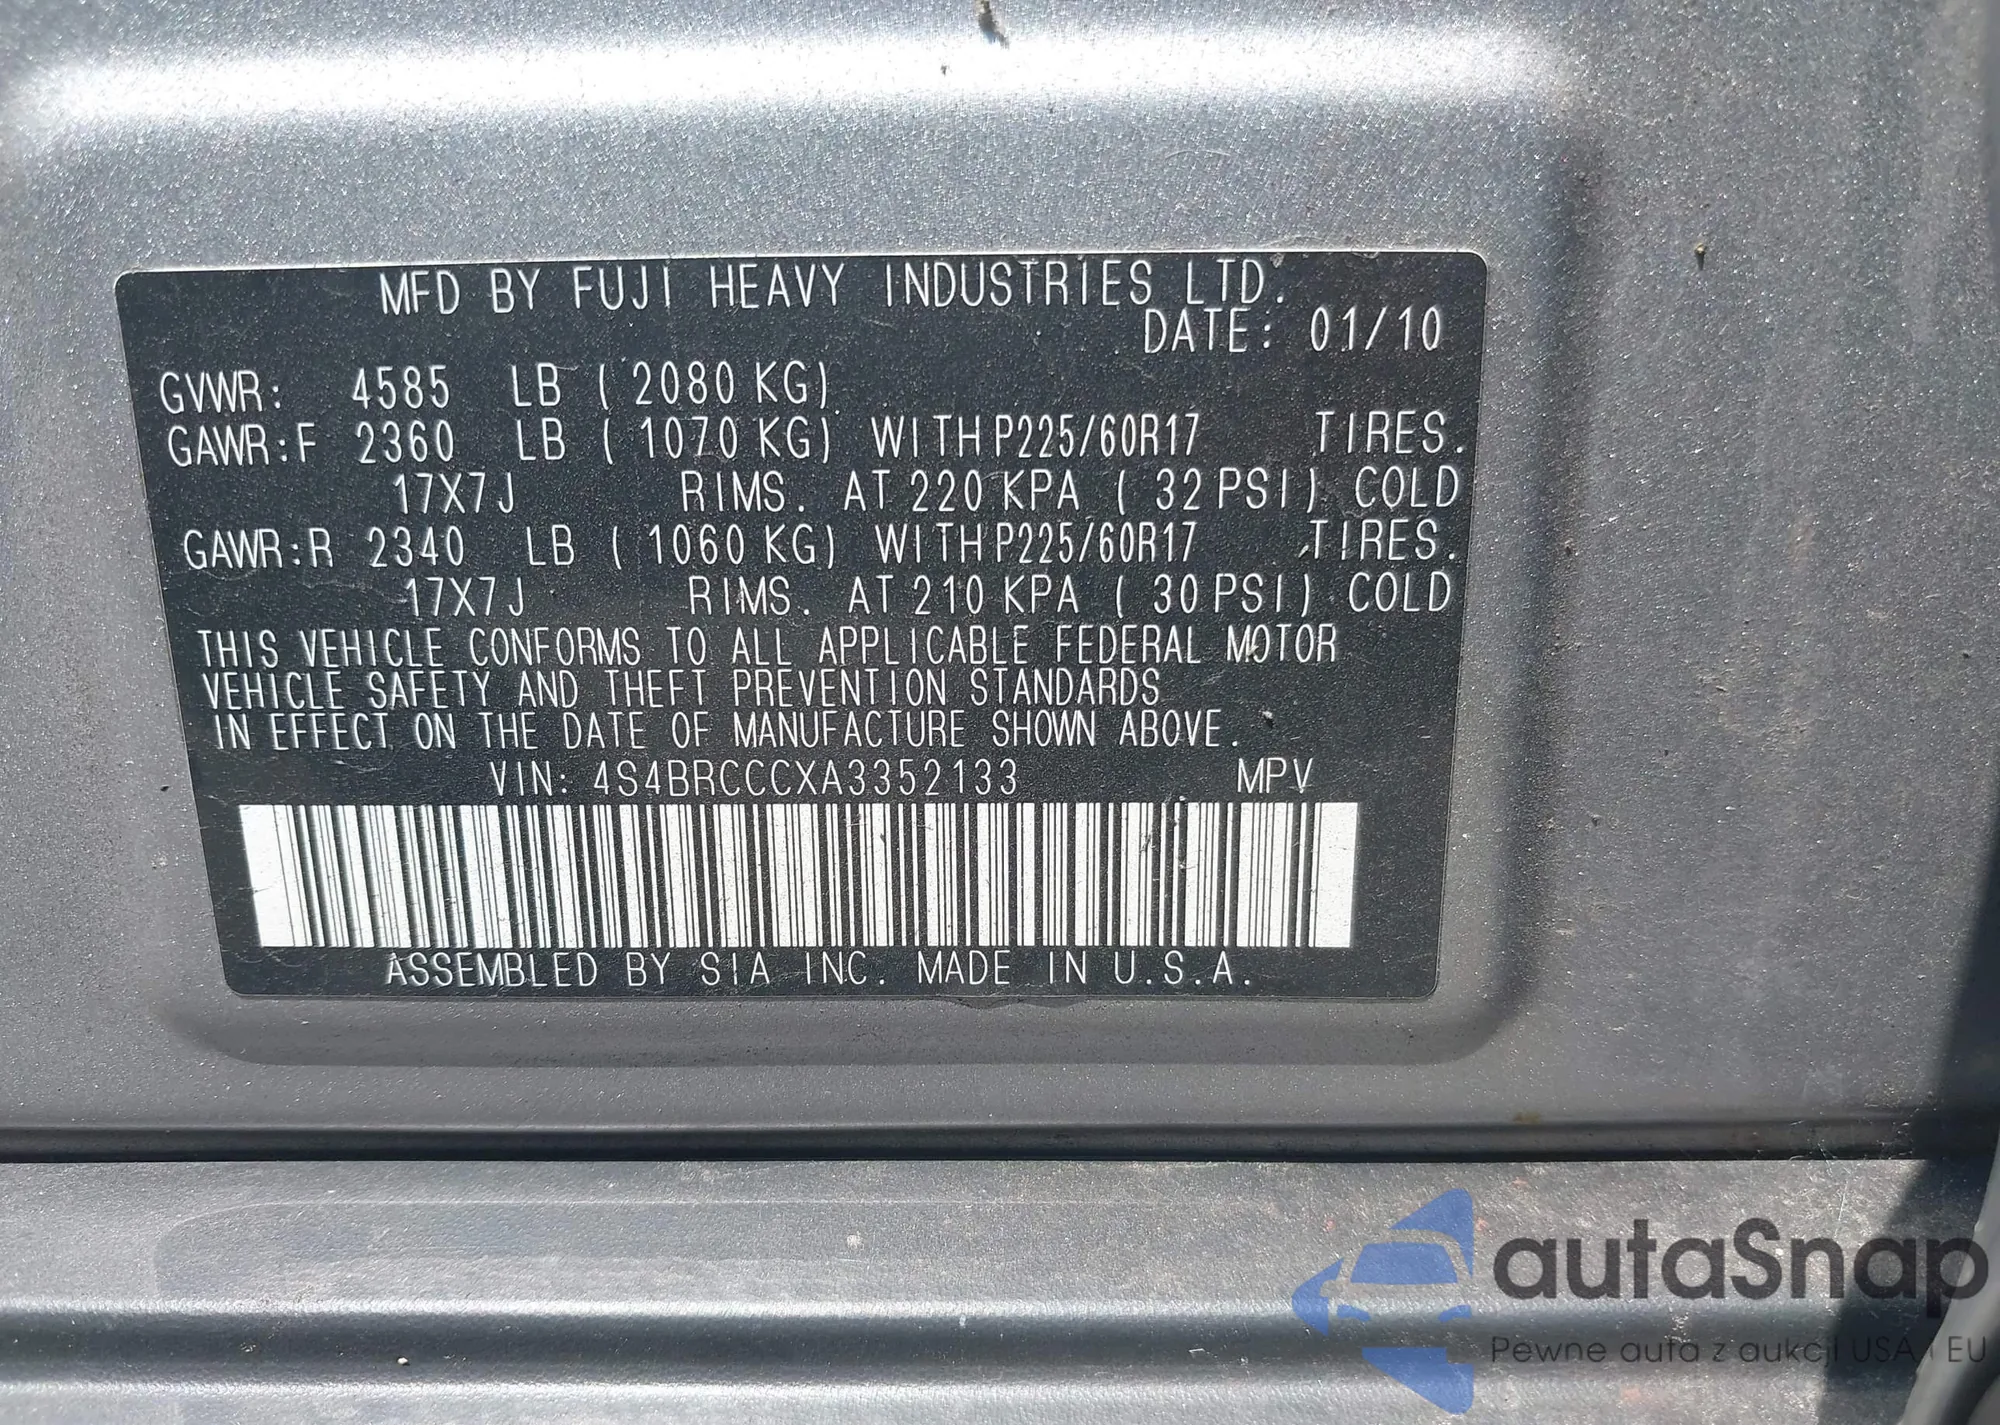 MFD BY FUJI HEAVY INDUSTRIES LTD.
DATE: 01/10
GVWR: 4585 LB ( 2080 KG)
GAWR:F 2360 LB ( 1070 KG) WITH P225/60R17 TIRES.
17X7J RIMS. AT 220 KPA ( 32 PSI) COLD
GAWR:R 2340 LB ( 1060 KG) WITH P225/60R17 TIRES.
17X7J RIMS. AT 210 KPA ( 30 PSI) COLD
THIS VEHICLE CONFORMS TO ALL APPLICABLE FEDERAL MOTOR
VEHICLE SAFETY AND THEFT PREVENTION STANDARDS
IN EFFECT ON THE DATE OF MANUFACTURE SHOWN ABOVE.
VIN: 4S4BRCCCXA3352133 MPV
ASSEMBLED BY SIA INC. MADE IN U.S.A.
autaSnap
Pewne auta z aukcji USA i EU